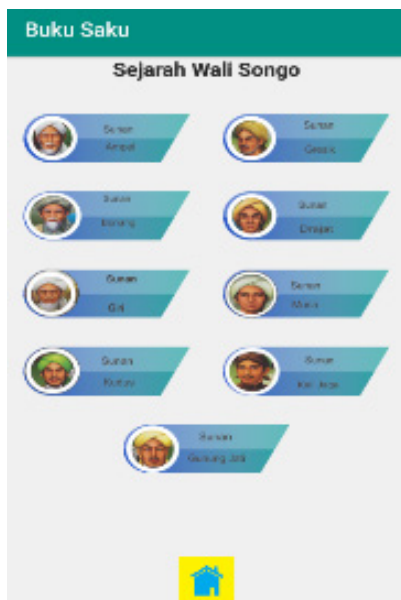 Buku Saku
Sejarah Wali Songo
Sunan
Ampel
Sunan
Gresik
Sunan
Bonang
Sunan
Drajat
Sunan
Giri
Sunan
Muria
Sunan
Kudus
Sunan
Kali Jaga
Sunan
Gunung Jati